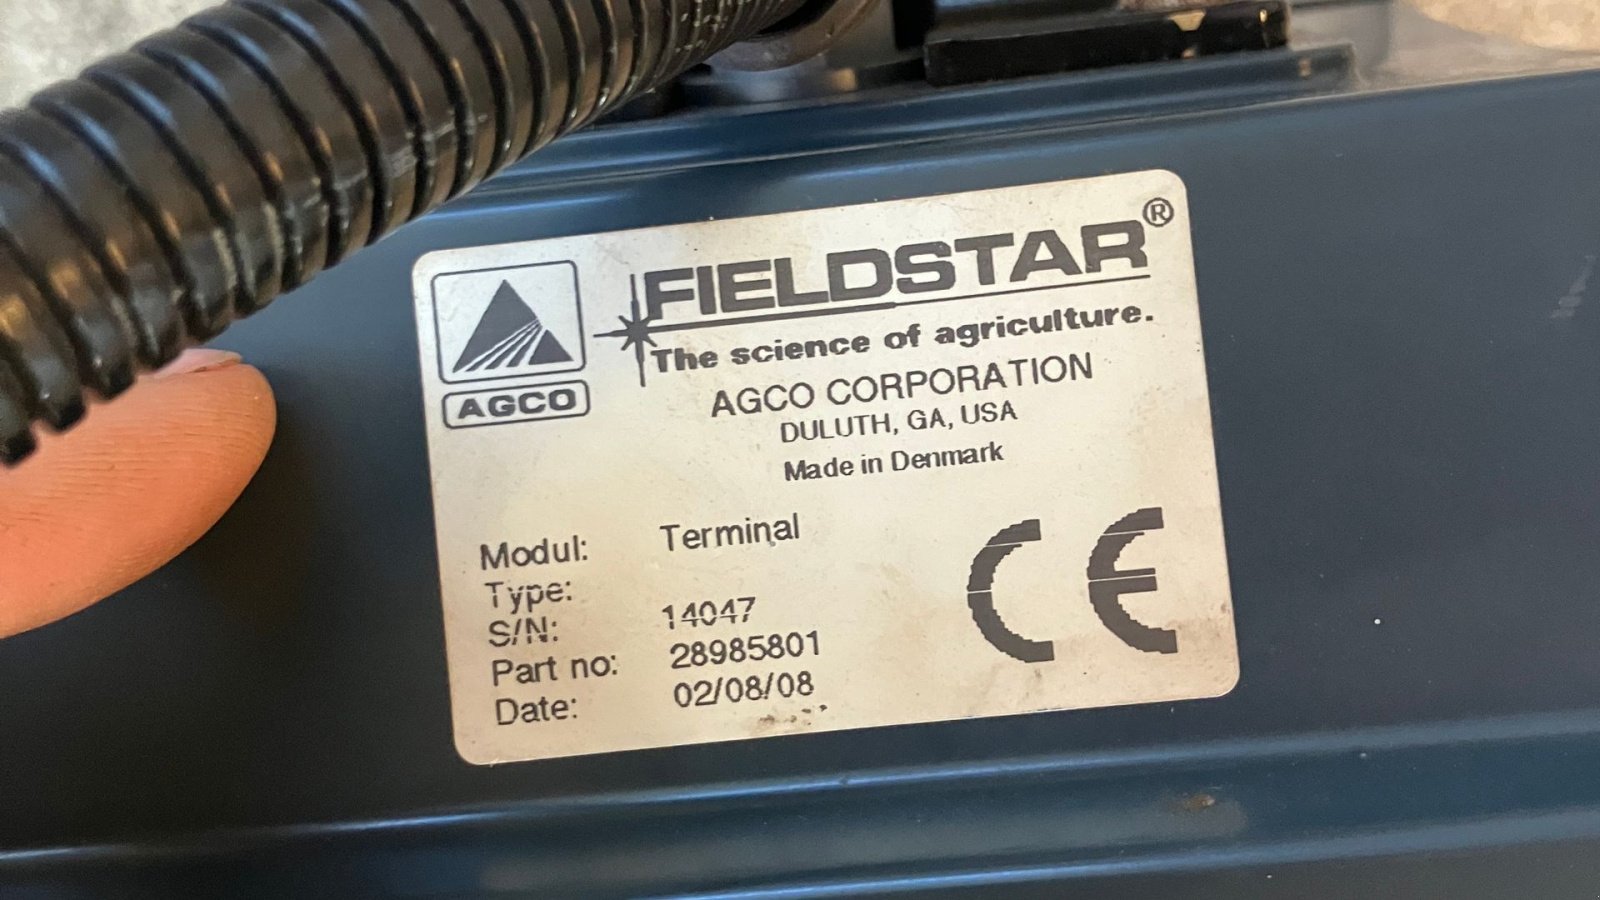 FIELDSTAR®
The science of agriculture.
AGCO
AGCO CORPORATION
DULUTH, GA, USA
Made in Denmark
Modul: Terminal
Type:
S/N: 14047
Part no: 28985801
Date: 02/08/08
CE